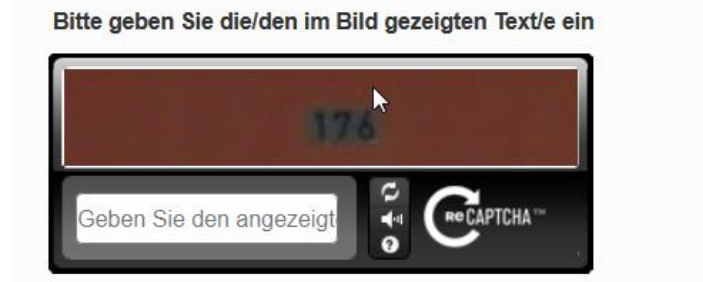 Bitte geben Sie die/den im Bild gezeigten Text/e ein
176
Geben Sie den angezeigt
ReCAPTCHA™